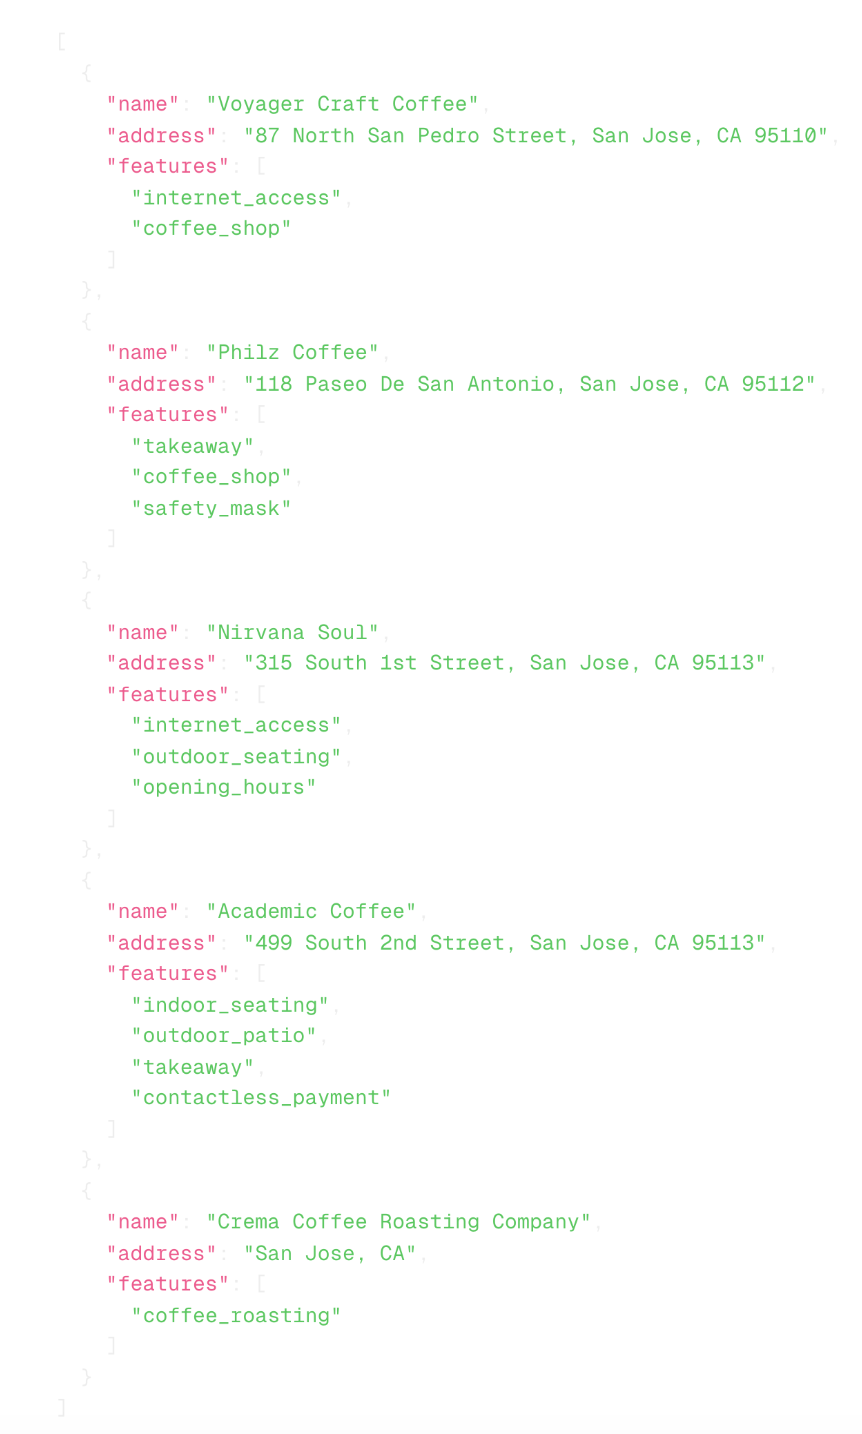 [
{
"name": "Voyager Craft Coffee",
"address": "87 North San Pedro Street, San Jose, CA 95110",
"features": [
"internet_access",
"coffee_shop"
]
},
{
"name": "Philz Coffee",
"address": "118 Paseo De San Antonio, San Jose, CA 95112",
"features": [
"takeaway",
"coffee_shop",
"safety_mask"
]
},
{
"name": "Nirvana Soul",
"address": "315 South 1st Street, San Jose, CA 95113",
"features": [
"internet_access",
"outdoor_seating",
"opening_hours"
]
},
{
"name": "Academic Coffee",
"address": "499 South 2nd Street, San Jose, CA 95113",
"features": [
"indoor_seating",
"outdoor_patio",
"takeaway",
"contactless_payment"
]
},
{
"name": "Crema Coffee Roasting Company",
"address": "San Jose, CA",
"features": [
"coffee_roasting"
]
}
]